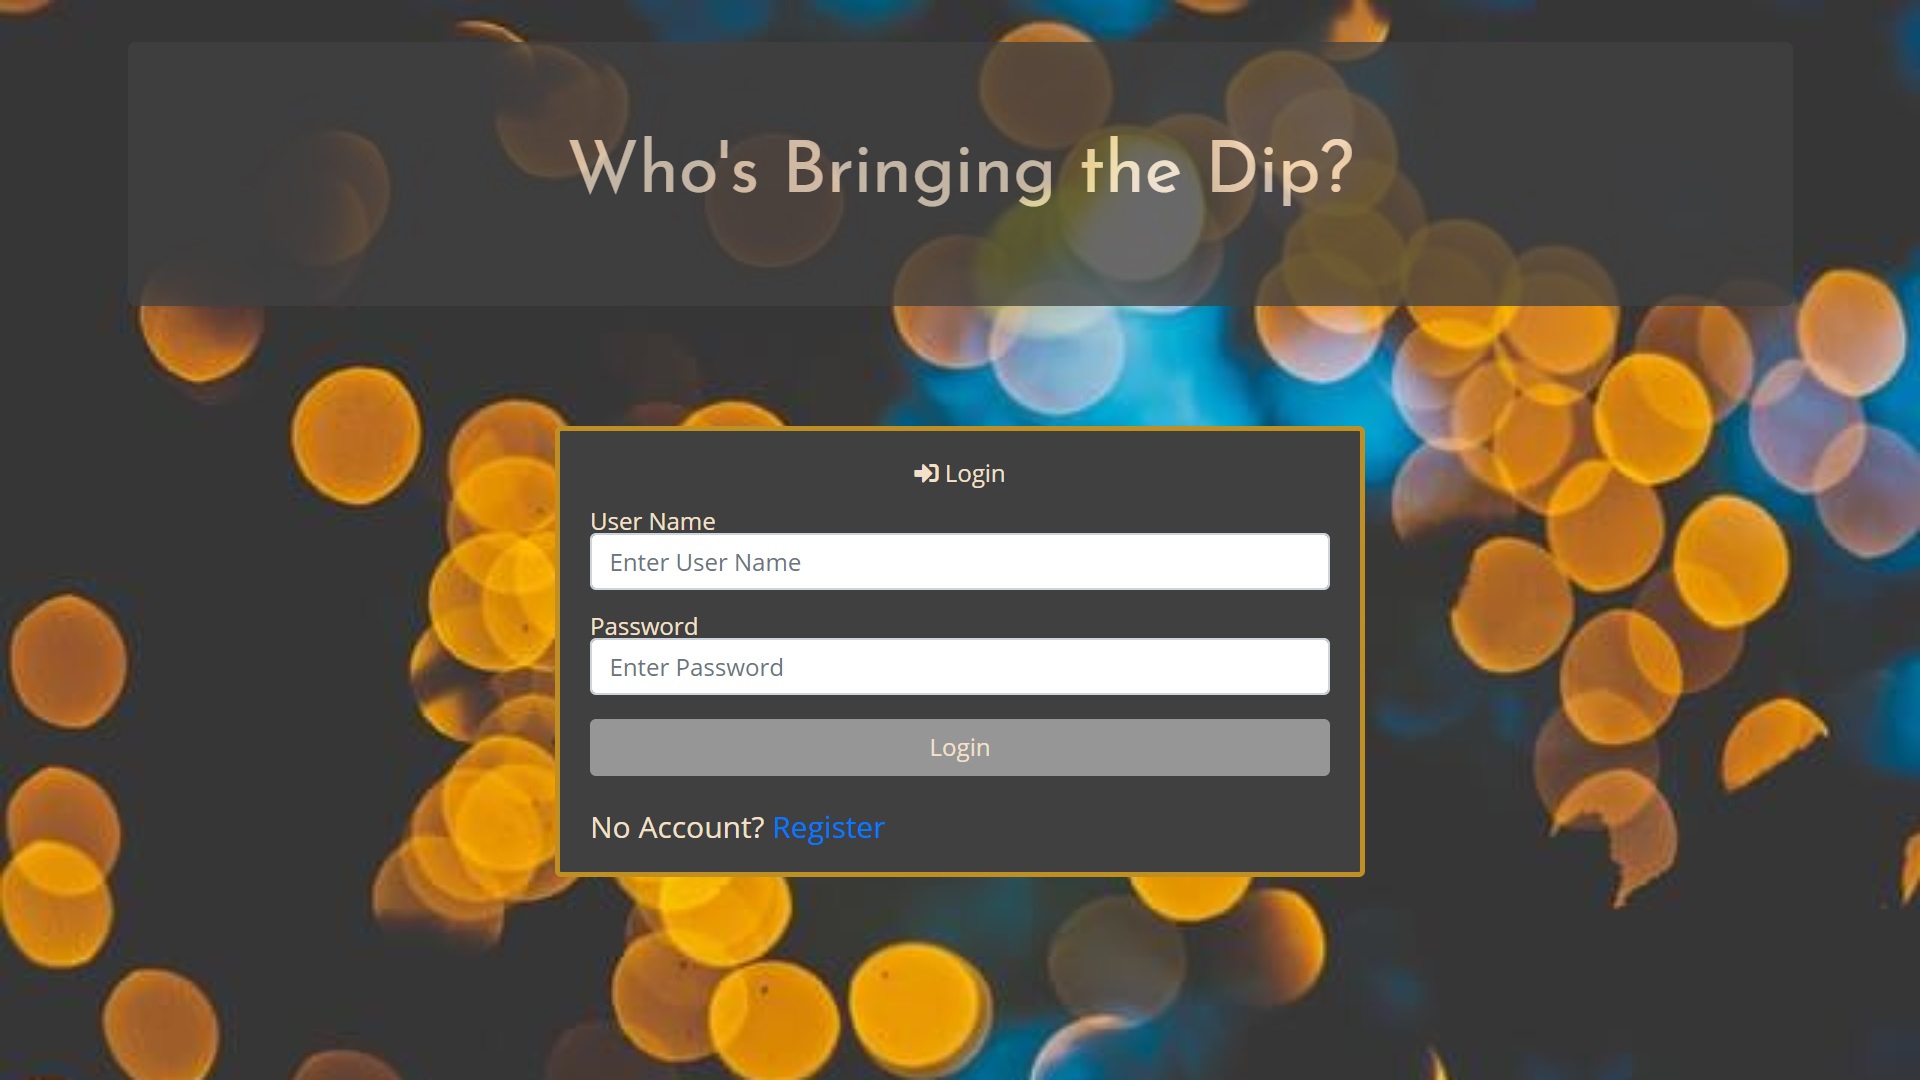 Who's Bringing the Dip?
Login
User Name
Enter User Name
Password
Enter Password
Login
No Account? Register